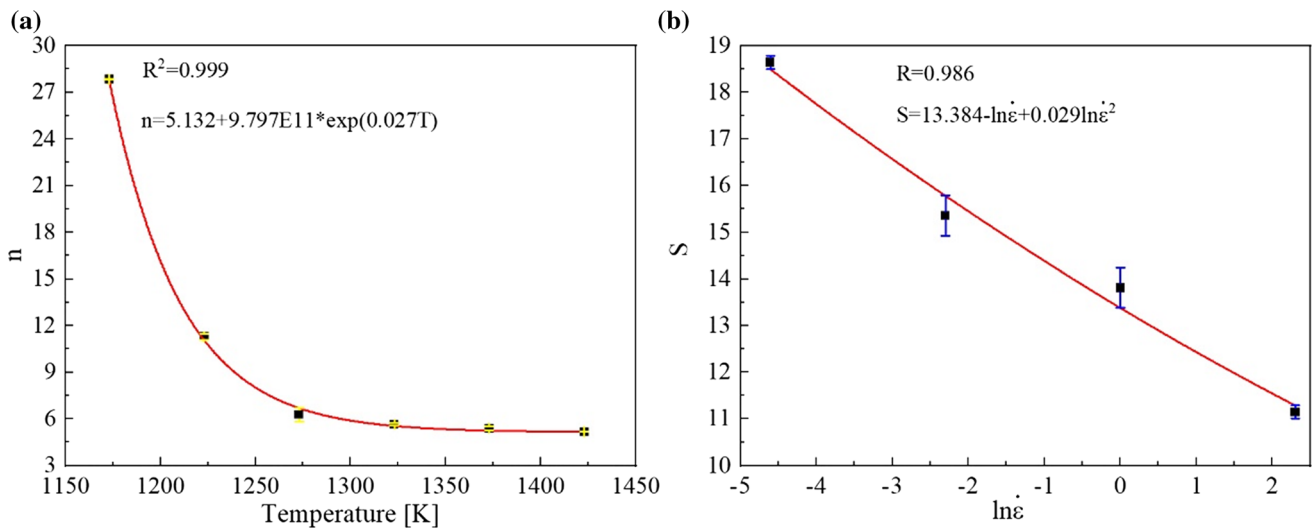 (a)
30
27
24
21
18
15
12
9
6
3
n
R²=0.999
n=5.132+9.797E11*exp(0.027T)
1150 1200 1250 1300 1350 1400 1450
Temperature [K]
(b)
19
18
17
16
15
14
13
12
11
10
S
R=0.986
S=13.384-lnε̇+0.029lnε̇²
-5 -4 -3 -2 -1 0 1 2
lnε̇